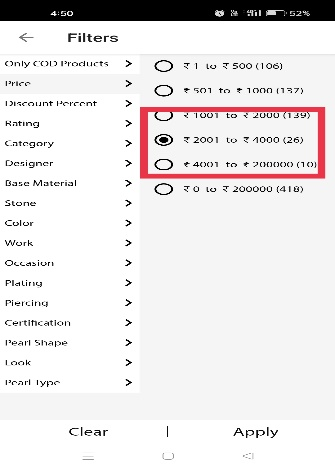 4:50
52%
Filters
Only COD Products
Price
Discount Percent
Rating
Category
Designer
Base Material
Stone
Color
Work
Occasion
Plating
Piercing
Certification
Pearl Shape
Look
Pearl Type
₹ 1 to ₹ 500 (106)
₹ 501 to ₹ 1000 (137)
₹ 1001 to ₹ 2000 (139)
₹ 2001 to ₹ 4000 (26)
₹ 4001 to ₹ 200000 (10)
₹ 0 to ₹ 200000 (418)
Clear
Apply